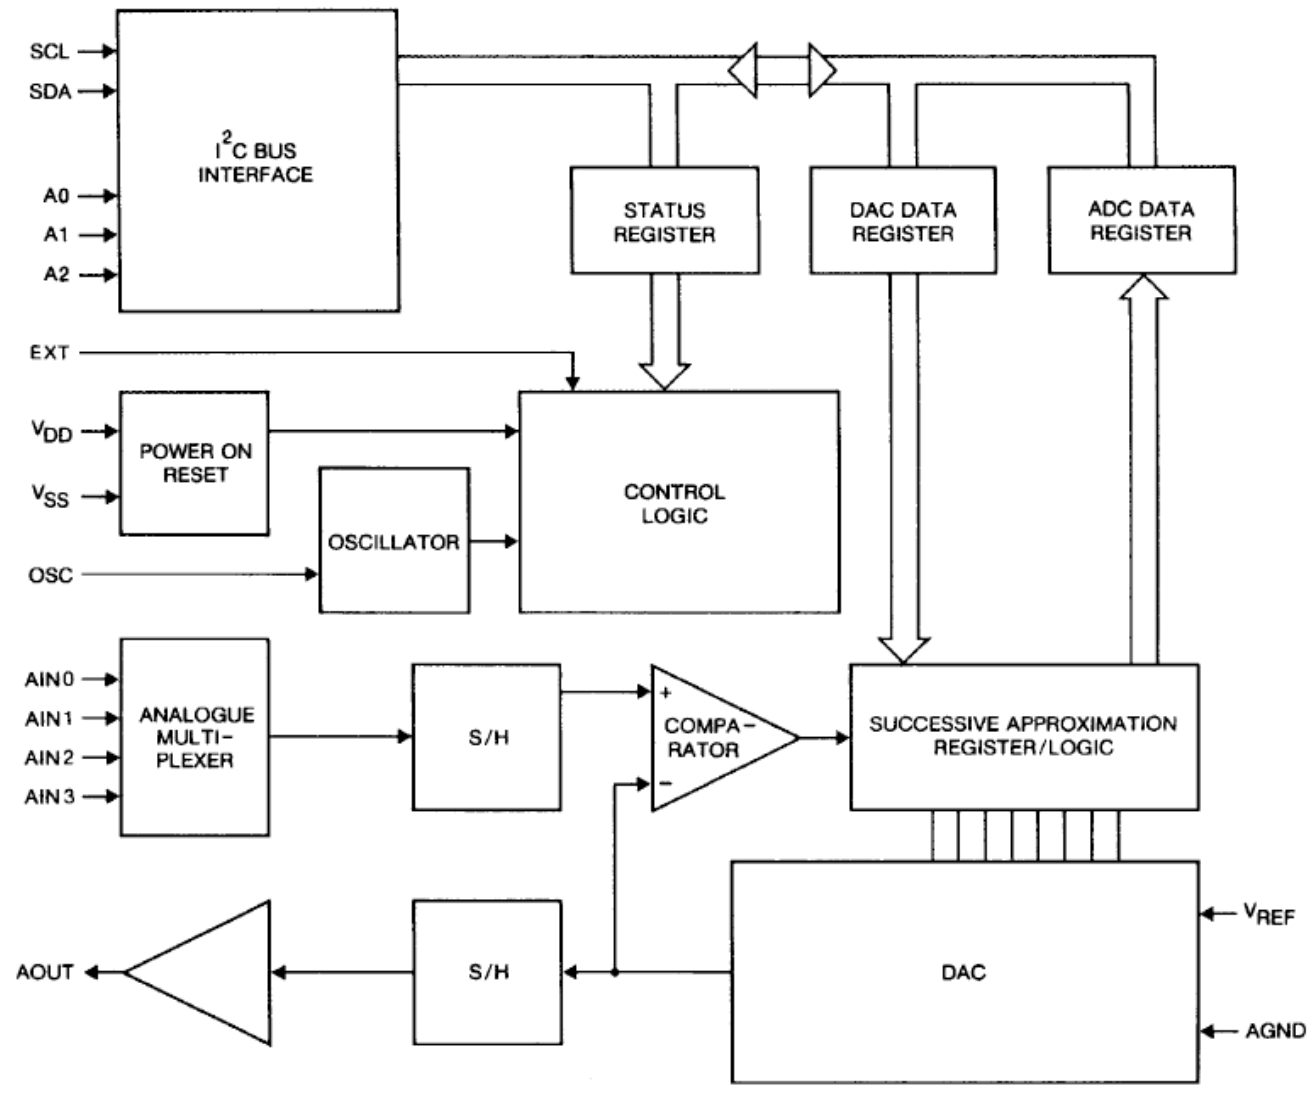 SCL
SDA
I²C BUS
INTERFACE
A0
A1
A2
STATUS
REGISTER
DAC DATA
REGISTER
ADC DATA
REGISTER
EXT
VDD
VSS
POWER ON
RESET
OSCILLATOR
OSC
CONTROL
LOGIC
AIN0
AIN1
AIN2
AIN3
ANALOGUE
MULTI-
PLEXER
S/H
+
COMPA-
RATOR
-
SUCCESSIVE APPROXIMATION
REGISTER/LOGIC
AOUT
S/H
DAC
VREF
AGND